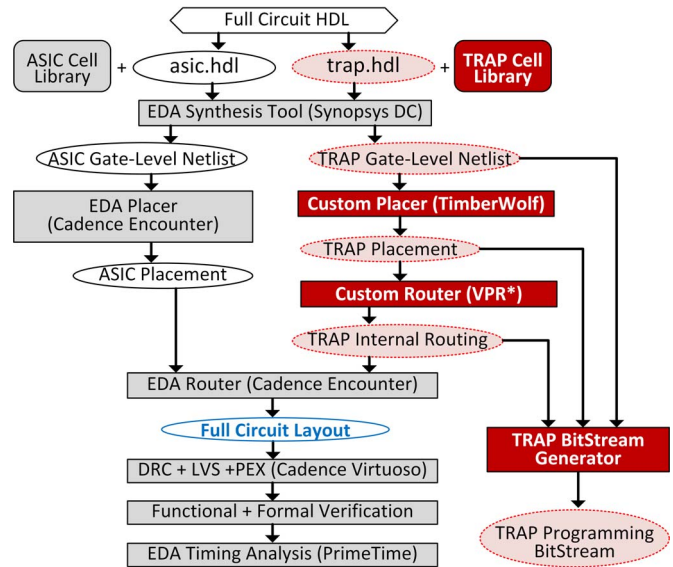 Full Circuit HDL
ASIC Cell
Library
+
asic.hdl
trap.hdl
+
TRAP Cell
Library
EDA Synthesis Tool (Synopsys DC)
ASIC Gate-Level Netlist
TRAP Gate-Level Netlist
EDA Placer
(Cadence Encounter)
Custom Placer (TimberWolf)
TRAP Placement
ASIC Placement
Custom Router (VPR*)
TRAP Internal Routing
EDA Router (Cadence Encounter)
Full Circuit Layout
TRAP BitStream
Generator
DRC + LVS +PEX (Cadence Virtuoso)
Functional + Formal Verification
TRAP Programming
BitStream
EDA Timing Analysis (PrimeTime)